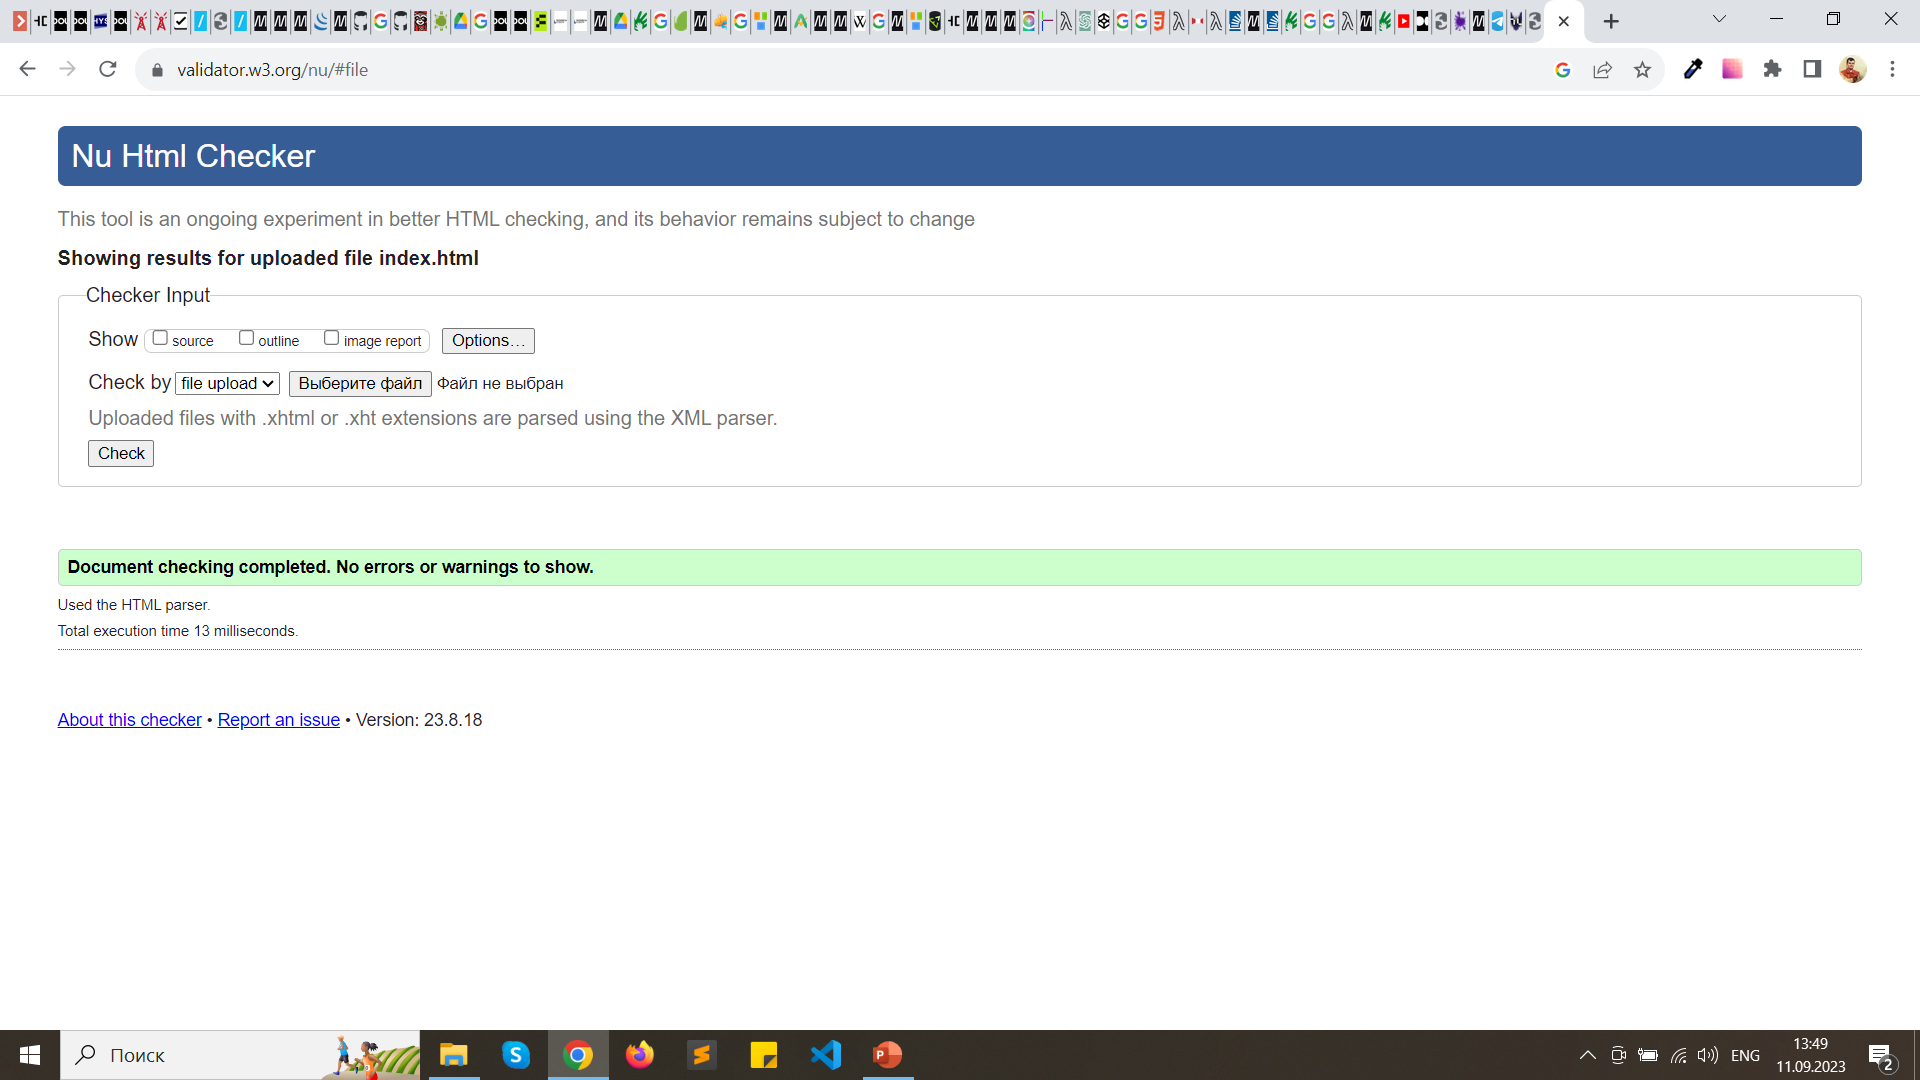 validator.w3.org/nu/#file
Nu Html Checker
This tool is an ongoing experiment in better HTML checking, and its behavior remains subject to change
Showing results for uploaded file index.html
Checker Input
Show source outline image report Options…
Check by file upload Выберите файл Файл не выбран
Uploaded files with .xhtml or .xht extensions are parsed using the XML parser.
Check
Document checking completed. No errors or warnings to show.
Used the HTML parser.
Total execution time 13 milliseconds.
About this checker • Report an issue • Version: 23.8.18
Поиск
ENG
13:49
11.09.2023
2